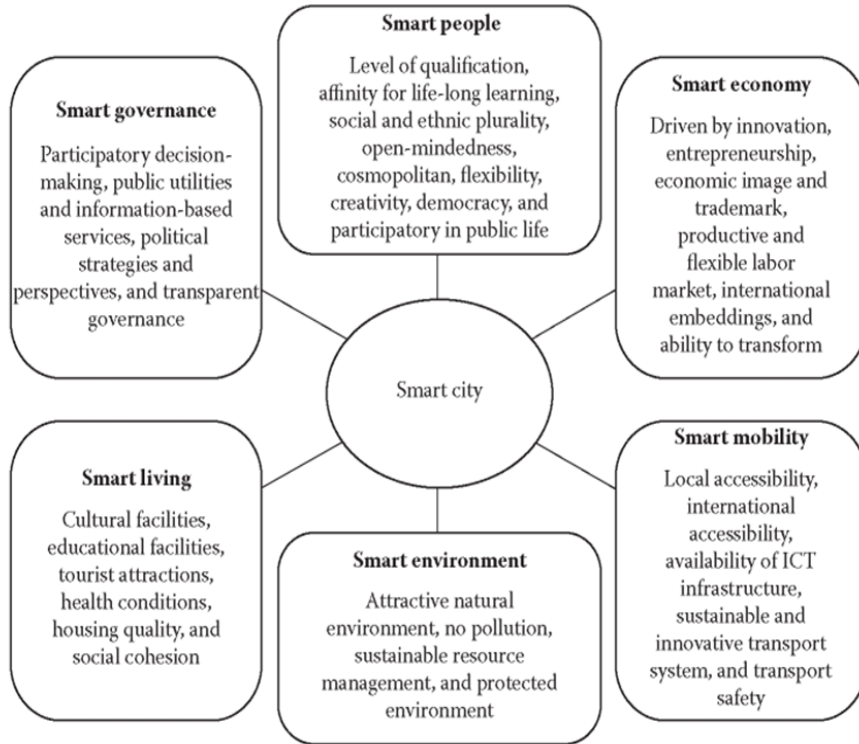 Smart people
Level of qualification,
affinity for life-long learning,
social and ethnic plurality,
open-mindedness,
cosmopolitan, flexibility,
creativity, democracy, and
participatory in public life
Smart governance
Participatory decision-
making, public utilities
and information-based
services, political
strategies and
perspectives, and transparent
governance
Smart economy
Driven by innovation,
entrepreneurship,
economic image and
trademark,
productive and
flexible labor
market, international
embeddings, and
ability to transform
Smart city
Smart living
Cultural facilities,
educational facilities,
tourist attractions,
health conditions,
housing quality, and
social cohesion
Smart environment
Attractive natural
environment, no pollution,
sustainable resource
management, and protected
environment
Smart mobility
Local accessibility,
international
accessibility,
availability of ICT
infrastructure,
sustainable and
innovative transport
system, and transport
safety